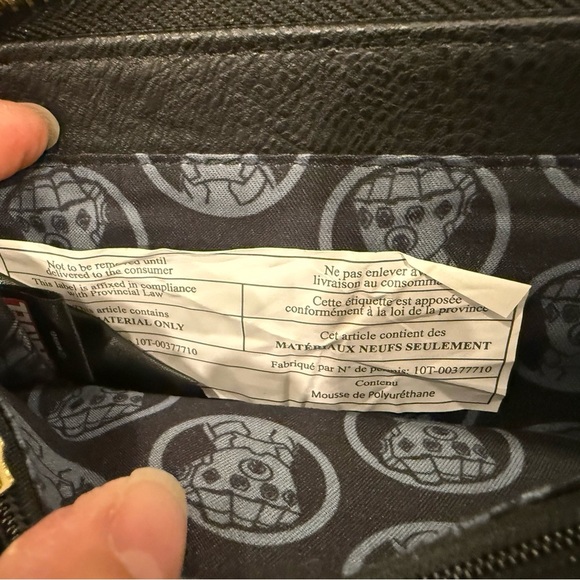 Not to be removed until
delivered to the consumer
Ne pas enlever
livraison au consomma
This label is affixed in compliance
with Provincial Law
Cette étiquette est apposée
conformément à la loi de la province
article contains
MATERIAL ONLY
Cet article contient des
MATÉRIAUX NEUFS SEULEMENT
10T-00377710
Fabriqué par N° de permis: 10T-00377710
Contenu
Mousse de Polyuréthane